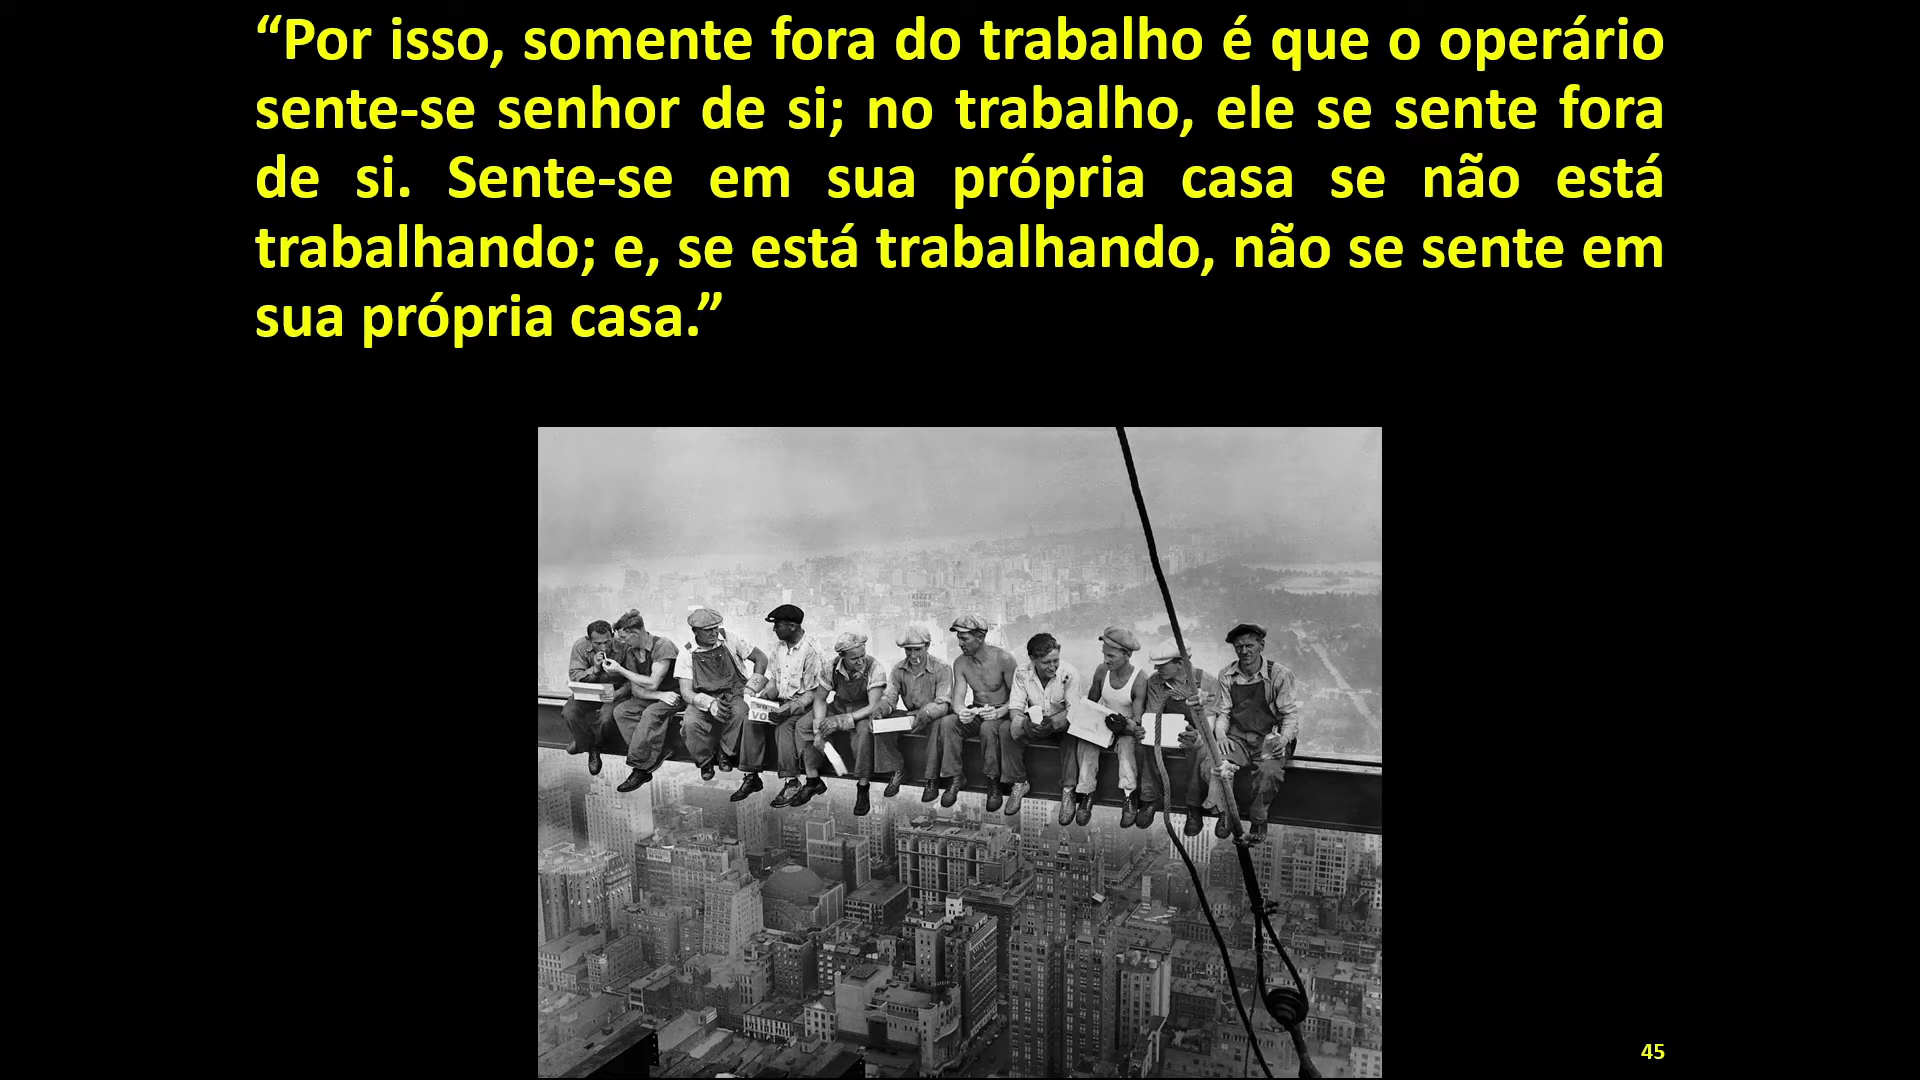 “Por isso, somente fora do trabalho é que o operário
sente-se senhor de si; no trabalho, ele se sente fora
de si. Sente-se em sua própria casa se não está
trabalhando; e, se está trabalhando, não se sente em
sua própria casa.”
VO
45